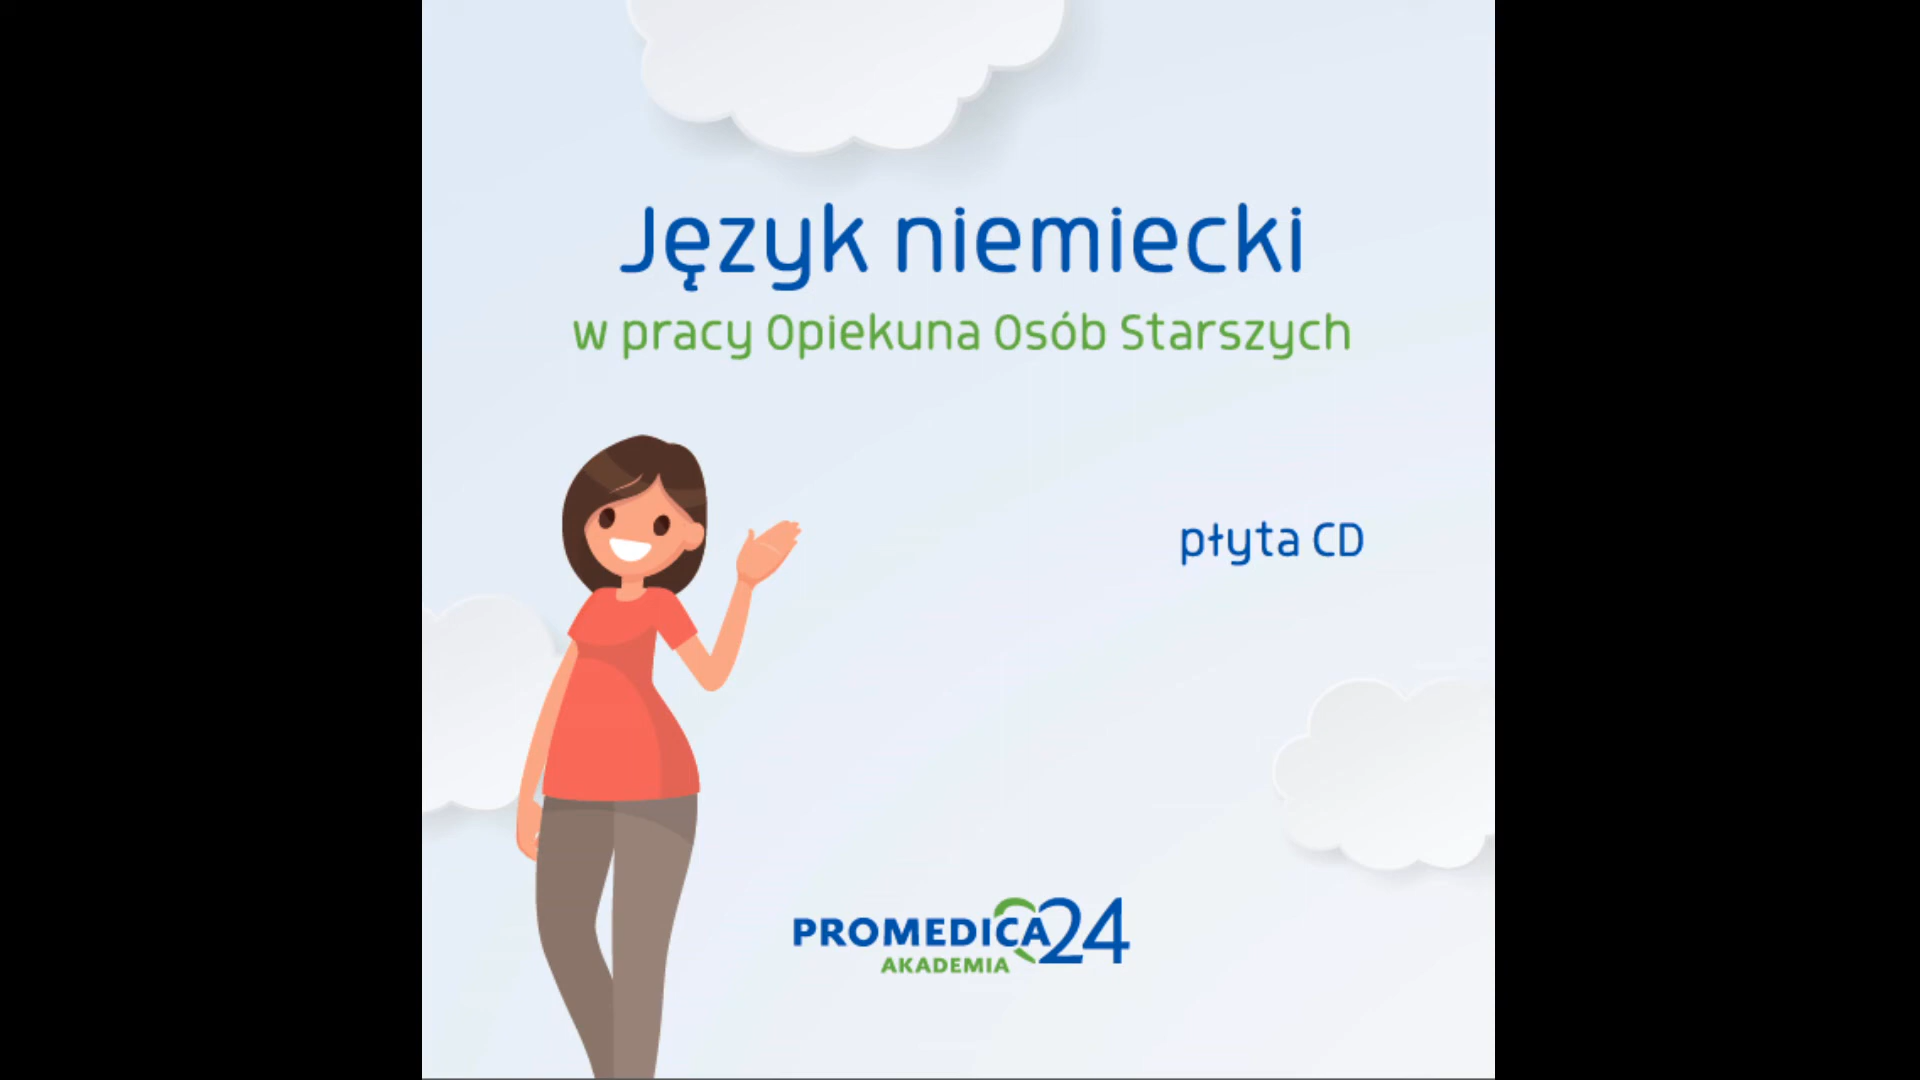 Język niemiecki
w pracy Opiekuna Osób Starszych
płyta CD
PROMEDICA24
AKADEMIA